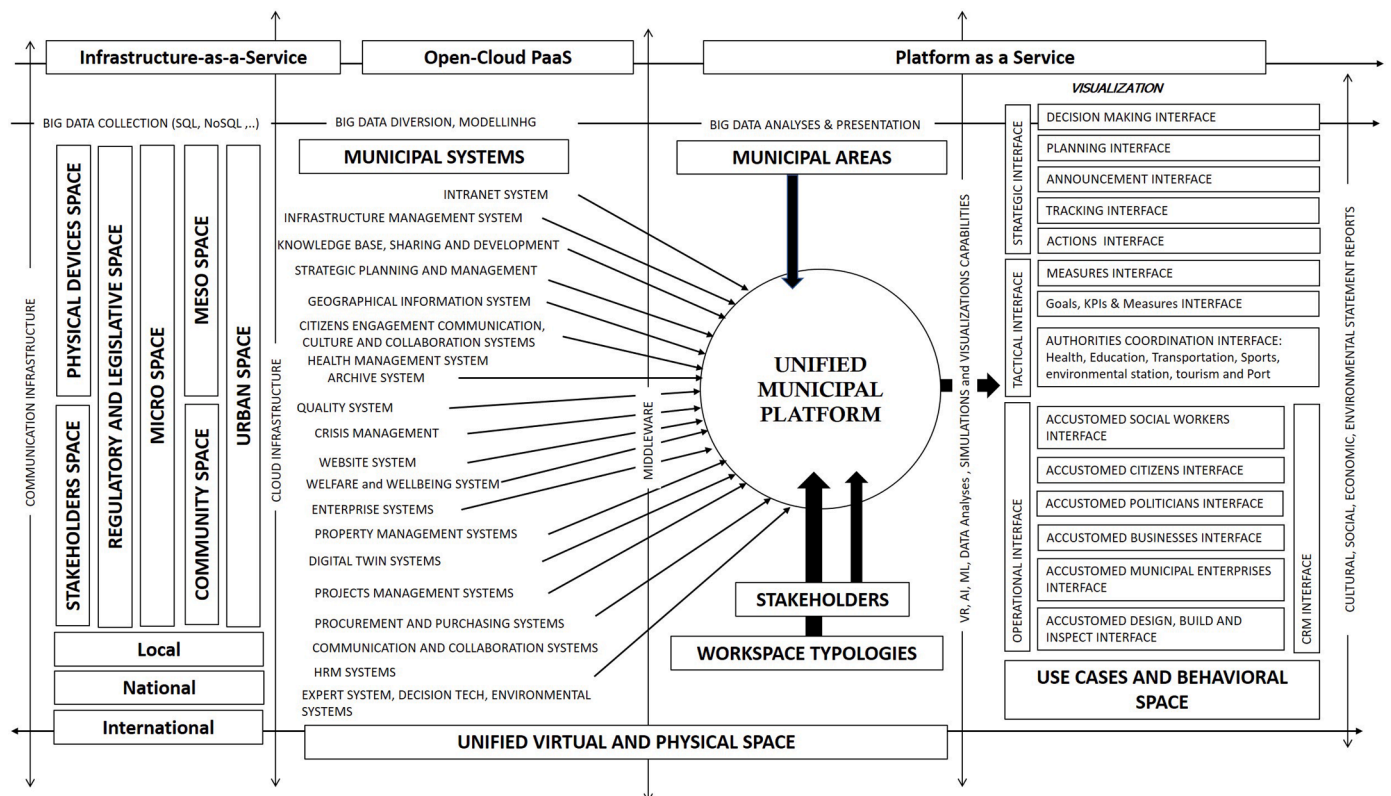 Infrastructure-as-a-Service
Open-Cloud PaaS
Platform as a Service
VISUALIZATION
BIG DATA COLLECTION (SQL, NoSQL ,..)
BIG DATA DIVERSION, MODELLINHG
BIG DATA ANALYSES & PRESENTATION
COMMUNICATION INFRASTRUCTURE
PHYSICAL DEVICES SPACE
STAKEHOLDERS SPACE
REGULATORY AND LEGISLATIVE SPACE
MICRO SPACE
MESO SPACE
COMMUNITY SPACE
URBAN SPACE
Local
National
International
CLOUD INFRASTRUCTURE
MUNICIPAL SYSTEMS
INTRANET SYSTEM
INFRASTRUCTURE MANAGEMENT SYSTEM
KNOWLEDGE BASE, SHARING AND DEVELOPMENT
STRATEGIC PLANNING AND MANAGEMENT
GEOGRAPHICAL INFORMATION SYSTEM
CITIZENS ENGAGEMENT COMMUNICATION,
CULTURE AND COLLABORATION SYSTEMS
HEALTH MANAGEMENT SYSTEM
ARCHIVE SYSTEM
QUALITY SYSTEM
CRISIS MANAGEMENT
WEBSITE SYSTEM
WELFARE and WELLBEING SYSTEM
ENTERPRISE SYSTEMS
PROPERTY MANAGEMENT SYSTEMS
DIGITAL TWIN SYSTEMS
PROJECTS MANAGEMENT SYSTEMS
PROCUREMENT AND PURCHASING SYSTEMS
COMMUNICATION AND COLLABORATION SYSTEMS
HRM SYSTEMS
EXPERT SYSTEM, DECISION TECH, ENVIRONMENTAL
SYSTEMS
MIDDLEWARE
MUNICIPAL AREAS
UNIFIED
MUNICIPAL
PLATFORM
STAKEHOLDERS
WORKSPACE TYPOLOGIES
UNIFIED VIRTUAL AND PHYSICAL SPACE
VR, AI, ML, DATA Analyses , SIMULATIONS and VISUALIZATIONS CAPABILITIES
STRATEGIC INTERFACE
DECISION MAKING INTERFACE
PLANNING INTERFACE
ANNOUNCEMENT INTERFACE
TRACKING INTERFACE
ACTIONS  INTERFACE
TACTICAL INTERFACE
MEASURES INTERFACE
Goals, KPIs & Measures INTERFACE
AUTHORITIES COORDINATION INTERFACE:
Health, Education, Transportation, Sports,
environmental station, tourism and Port
OPERATIONAL INTERFACE
ACCUSTOMED SOCIAL WORKERS
INTERFACE
ACCUSTOMED CITIZENS INTERFACE
ACCUSTOMED POLITICIANS INTERFACE
ACCUSTOMED BUSINESSES INTERFACE
ACCUSTOMED MUNICIPAL ENTERPRISES
INTERFACE
ACCUSTOMED DESIGN, BUILD AND
INSPECT INTERFACE
CRM INTERFACE
USE CASES AND BEHAVIORAL
SPACE
CULTURAL, SOCIAL, ECONOMIC, ENVIRONMENTAL STATEMENT REPORTS